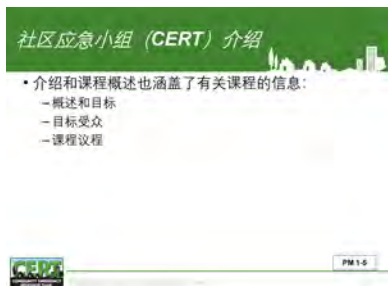 社区应急小组（CERT）介绍
• 介绍和课程概述也涵盖了有关课程的信息：
–概述和目标
–目标受众
–课程议程
CERT
PM 1-5